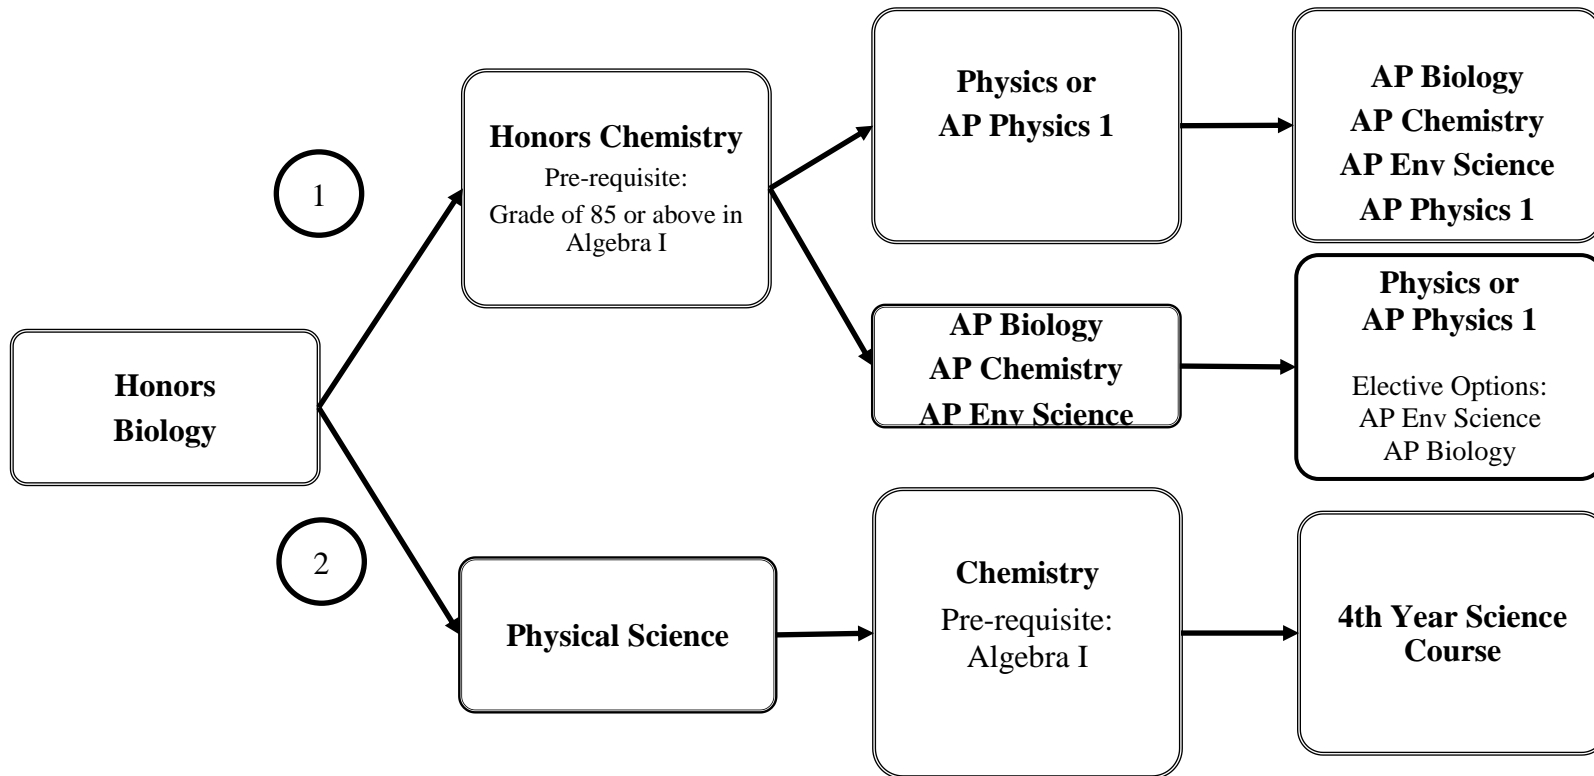 Honors
Biology
1
Honors Chemistry
Pre-requisite:
Grade of 85 or above in
Algebra I
Physics or
AP Physics 1
AP Biology
AP Chemistry
AP Env Science
AP Physics 1
AP Biology
AP Chemistry
AP Env Science
Physics or
AP Physics 1
Elective Options:
AP Env Science
AP Biology
2
Physical Science
Chemistry
Pre-requisite:
Algebra I
4th Year Science
Course